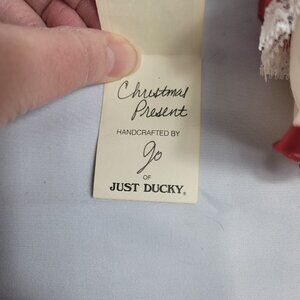 Christmas
Present
HANDCRAFTED BY
Jo
OF
JUST DUCKY®